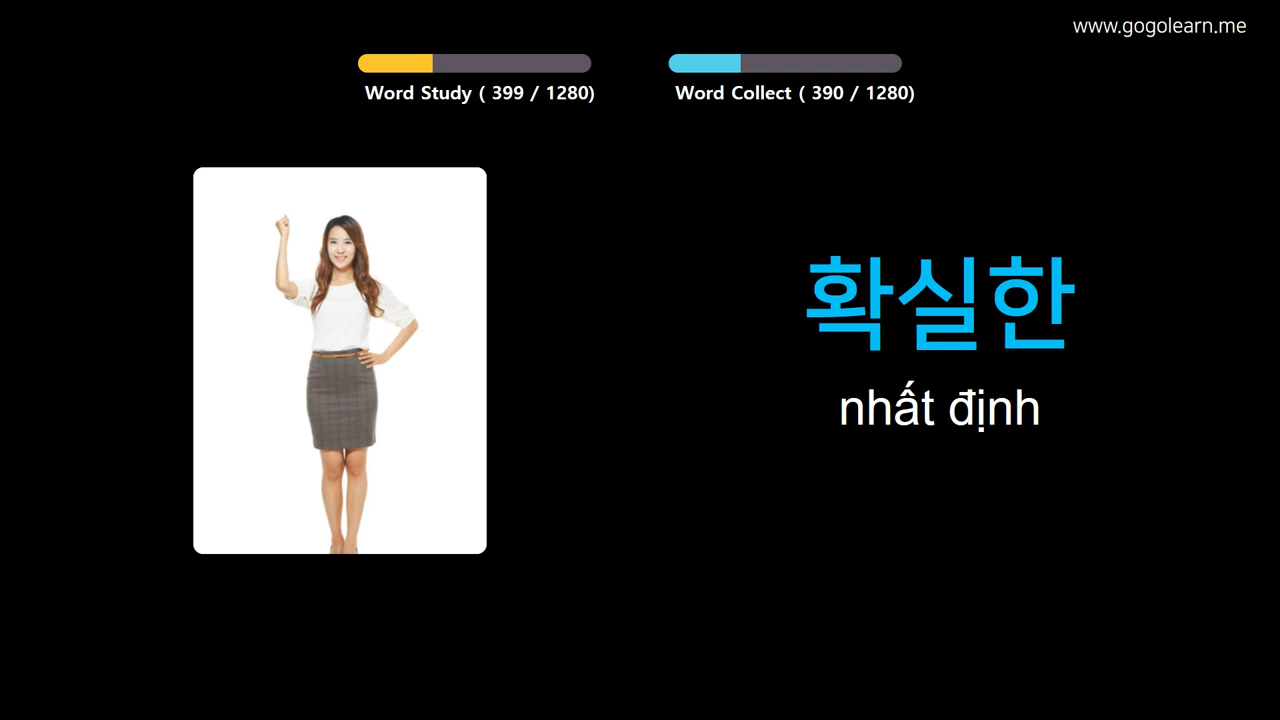 www.gogolearn.me
Word Study ( 399 / 1280)
Word Collect ( 390 / 1280)
확실한
nhất định